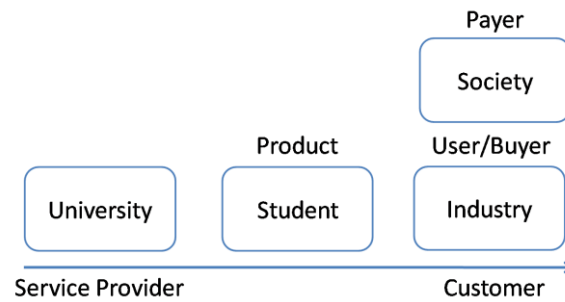 Payer
Society
Product
User/Buyer
University
Student
Industry
Service Provider
Customer